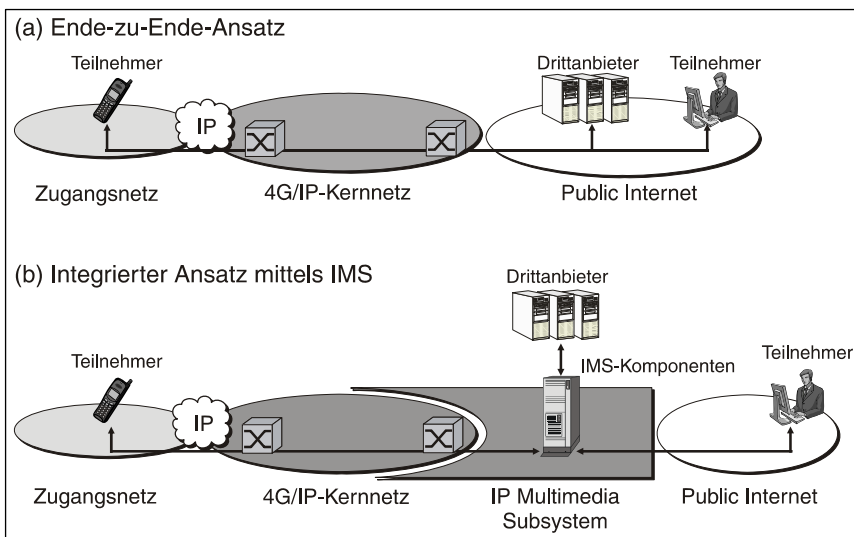 (a) Ende-zu-Ende-Ansatz
Teilnehmer
Drittanbieter
Teilnehmer
IP
Zugangsnetz
4G/IP-Kernnetz
Public Internet
(b) Integrierter Ansatz mittels IMS
Drittanbieter
Teilnehmer
IMS-Komponenten
Teilnehmer
IP
Zugangsnetz
4G/IP-Kernnetz
IP Multimedia
Subsystem
Public Internet